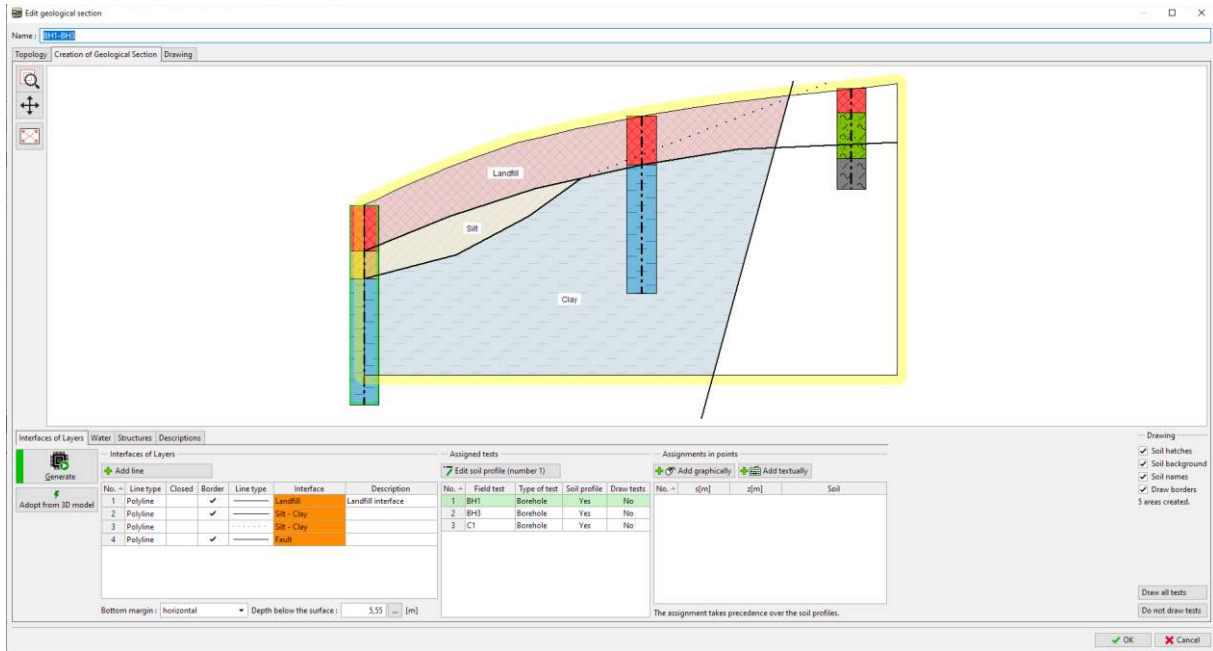 Edit geological section
Name : BH1-BH3
Topology Creation of Geological Section Drawing
Landfill
Silt
Clay
Interfaces of Layers Water Structures Descriptions
Generate
Adopt from 3D model
Interfaces of Layers
Add line
No. Line type Closed Border Line type Interface Description
1 Polyline Landfill Landfill interface
2 Polyline Silt - Clay
3 Polyline Silt - Clay
4 Polyline Fault
Bottom margin : horizontal Depth below the surface : 5,55 ... [m]
Assigned tests
Edit soil profile (number 1)
No. Field test Type of test Soil profile Draw tests
1 BH1 Borehole Yes No
2 BH3 Borehole Yes No
3 C1 Borehole Yes No
Assignments in points
Add graphically Add textually
No. s[m] z[m] Soil
The assignment takes precedence over the soil profiles.
Drawing
Soil hatches
Soil background
Soil names
Draw borders
5 areas created.
Draw all tests
Do not draw tests
OK Cancel